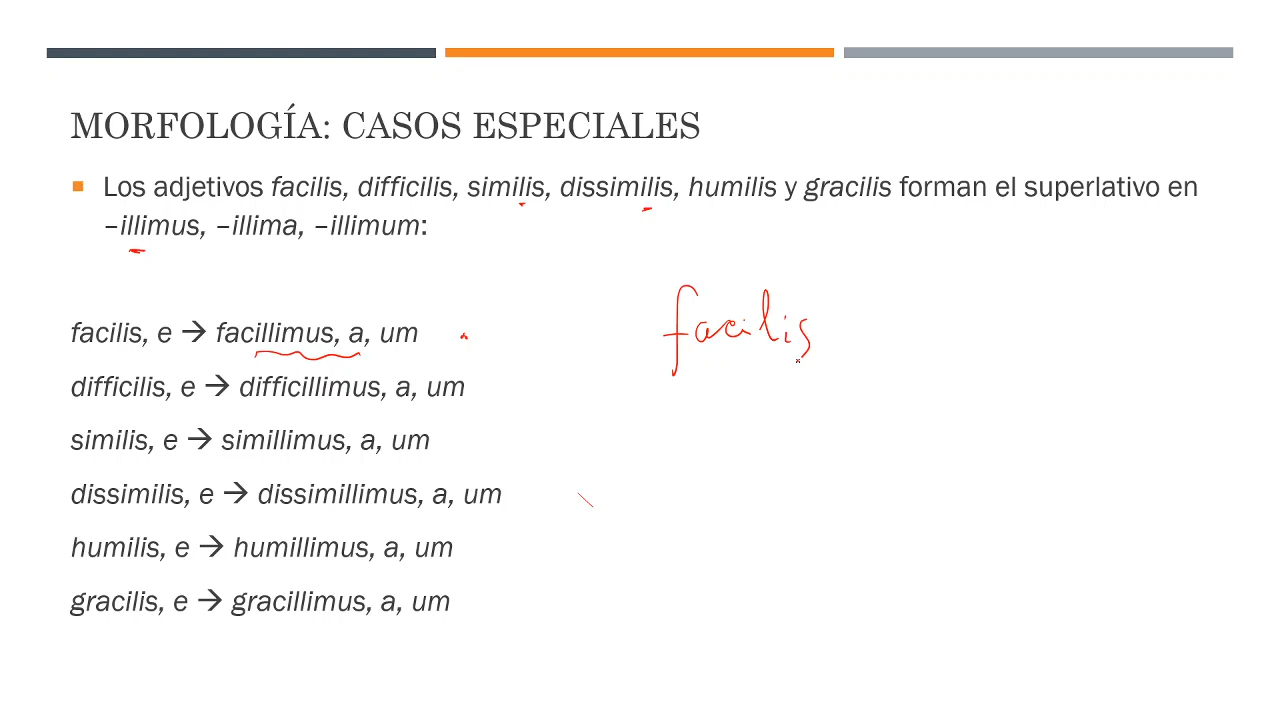 MORFOLOGÍA: CASOS ESPECIALES
Los adjetivos facilis, difficilis, similis, dissimilis, humilis y gracilis forman el superlativo en
–illimus, –illima, –illimum:
facilis, e → facillimus, a, um
facilis
difficilis, e → difficillimus, a, um
similis, e → simillimus, a, um
dissimilis, e → dissimillimus, a, um
humilis, e → humillimus, a, um
gracilis, e → gracillimus, a, um